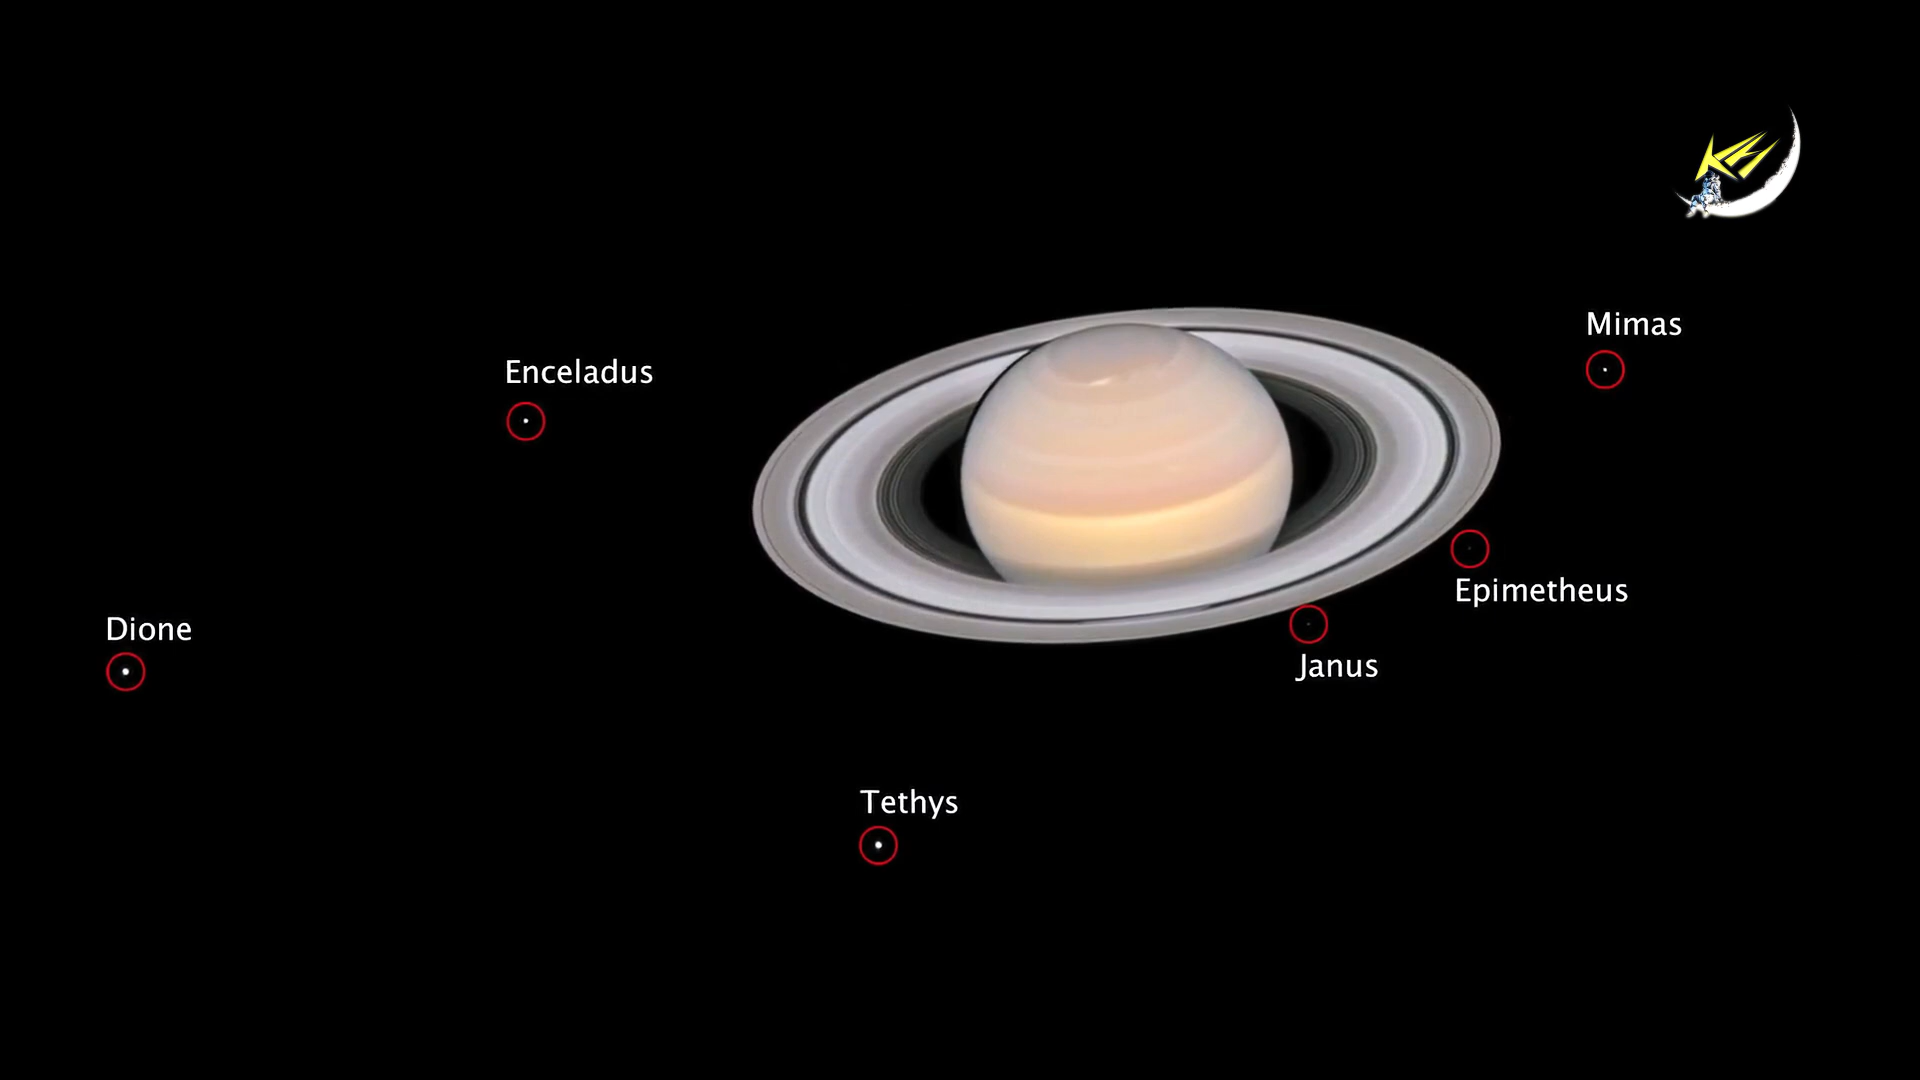 Mimas
Enceladus
Epimetheus
Dione
Janus
Tethys